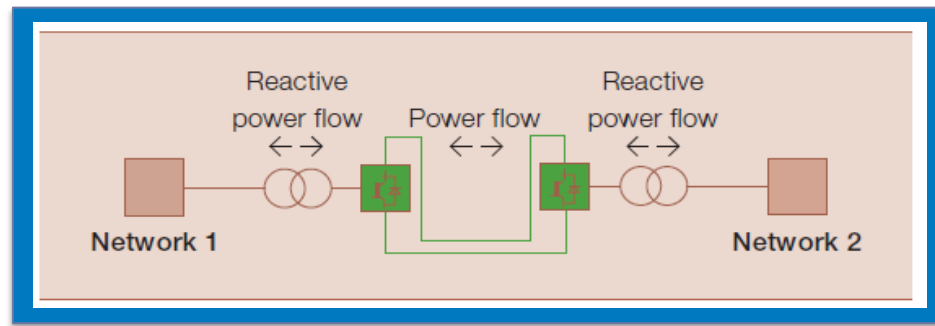 Reactive
power flow
Power flow
Reactive
power flow
Network 1
Network 2